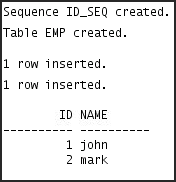 Sequence ID_SEQ created.
Table EMP created.
1 row inserted.
1 row inserted.
ID NAME
---------- ----------
1 john
2 mark